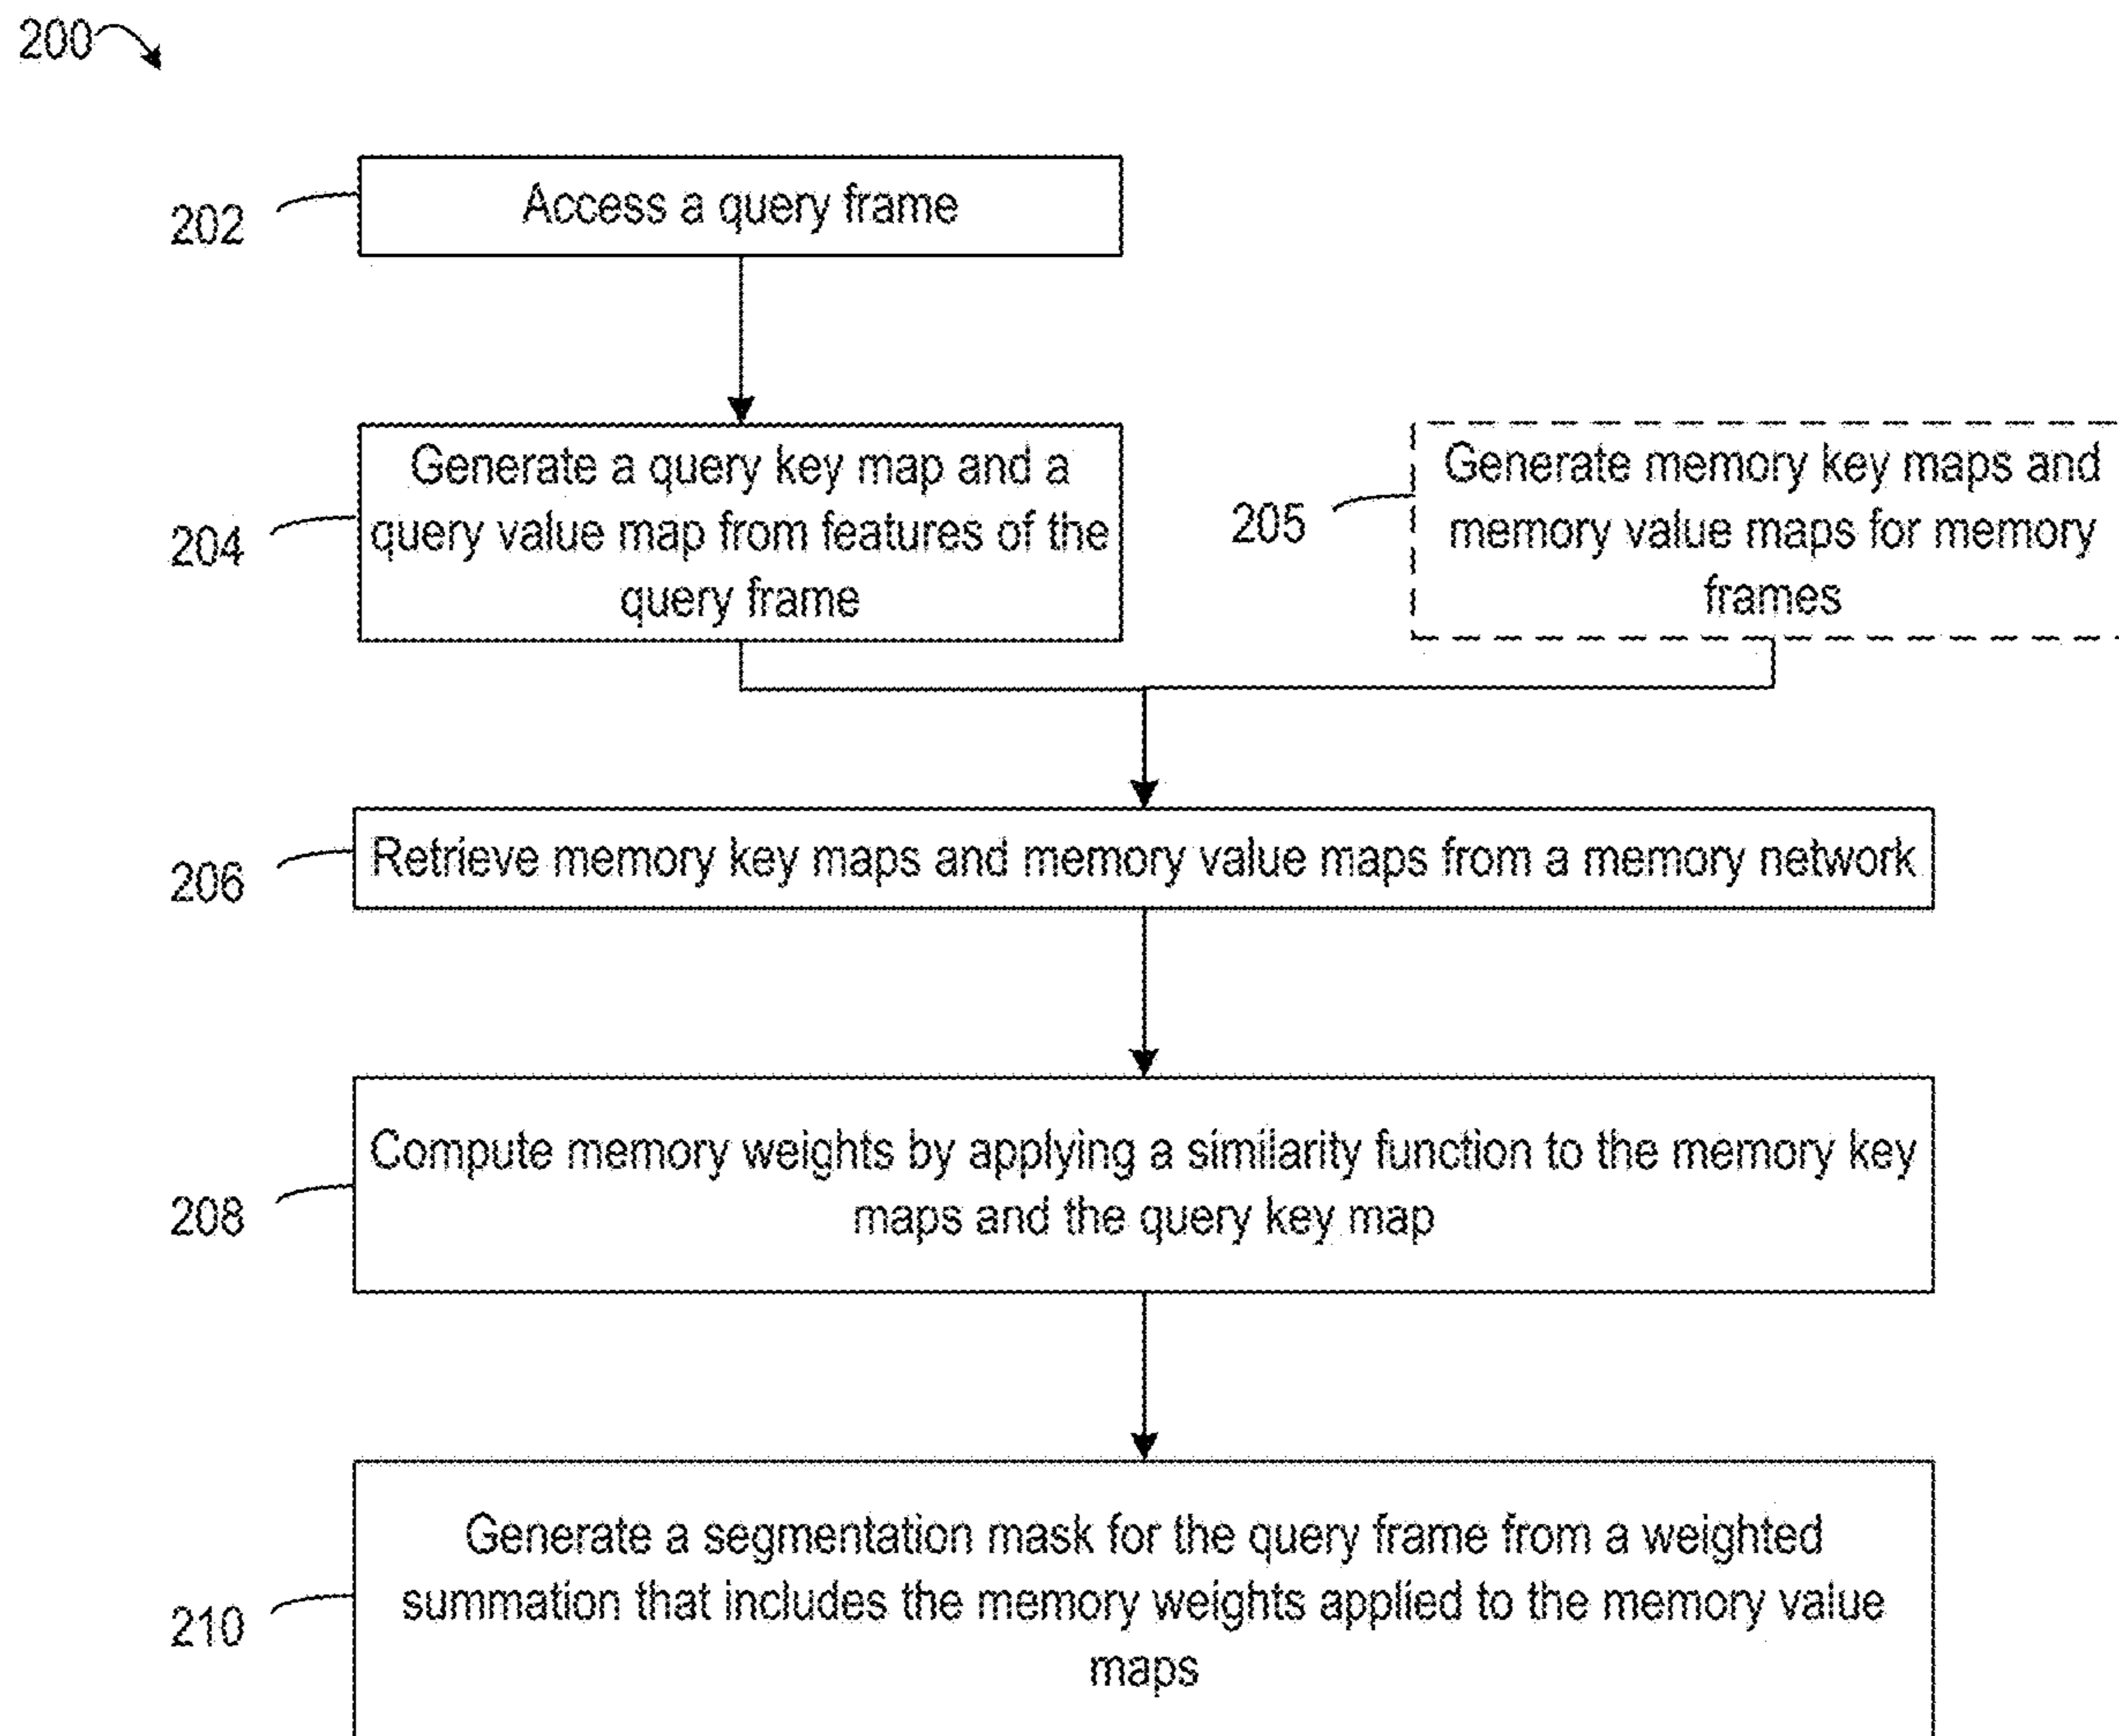 200
202
Access a query frame
204
Generate a query key map and a
query value map from features of the
query frame
205
Generate memory key maps and
memory value maps for memory
frames
206
Retrieve memory key maps and memory value maps from a memory network
208
Compute memory weights by applying a similarity function to the memory key
maps and the query key map
210
Generate a segmentation mask for the query frame from a weighted
summation that includes the memory weights applied to the memory value
maps